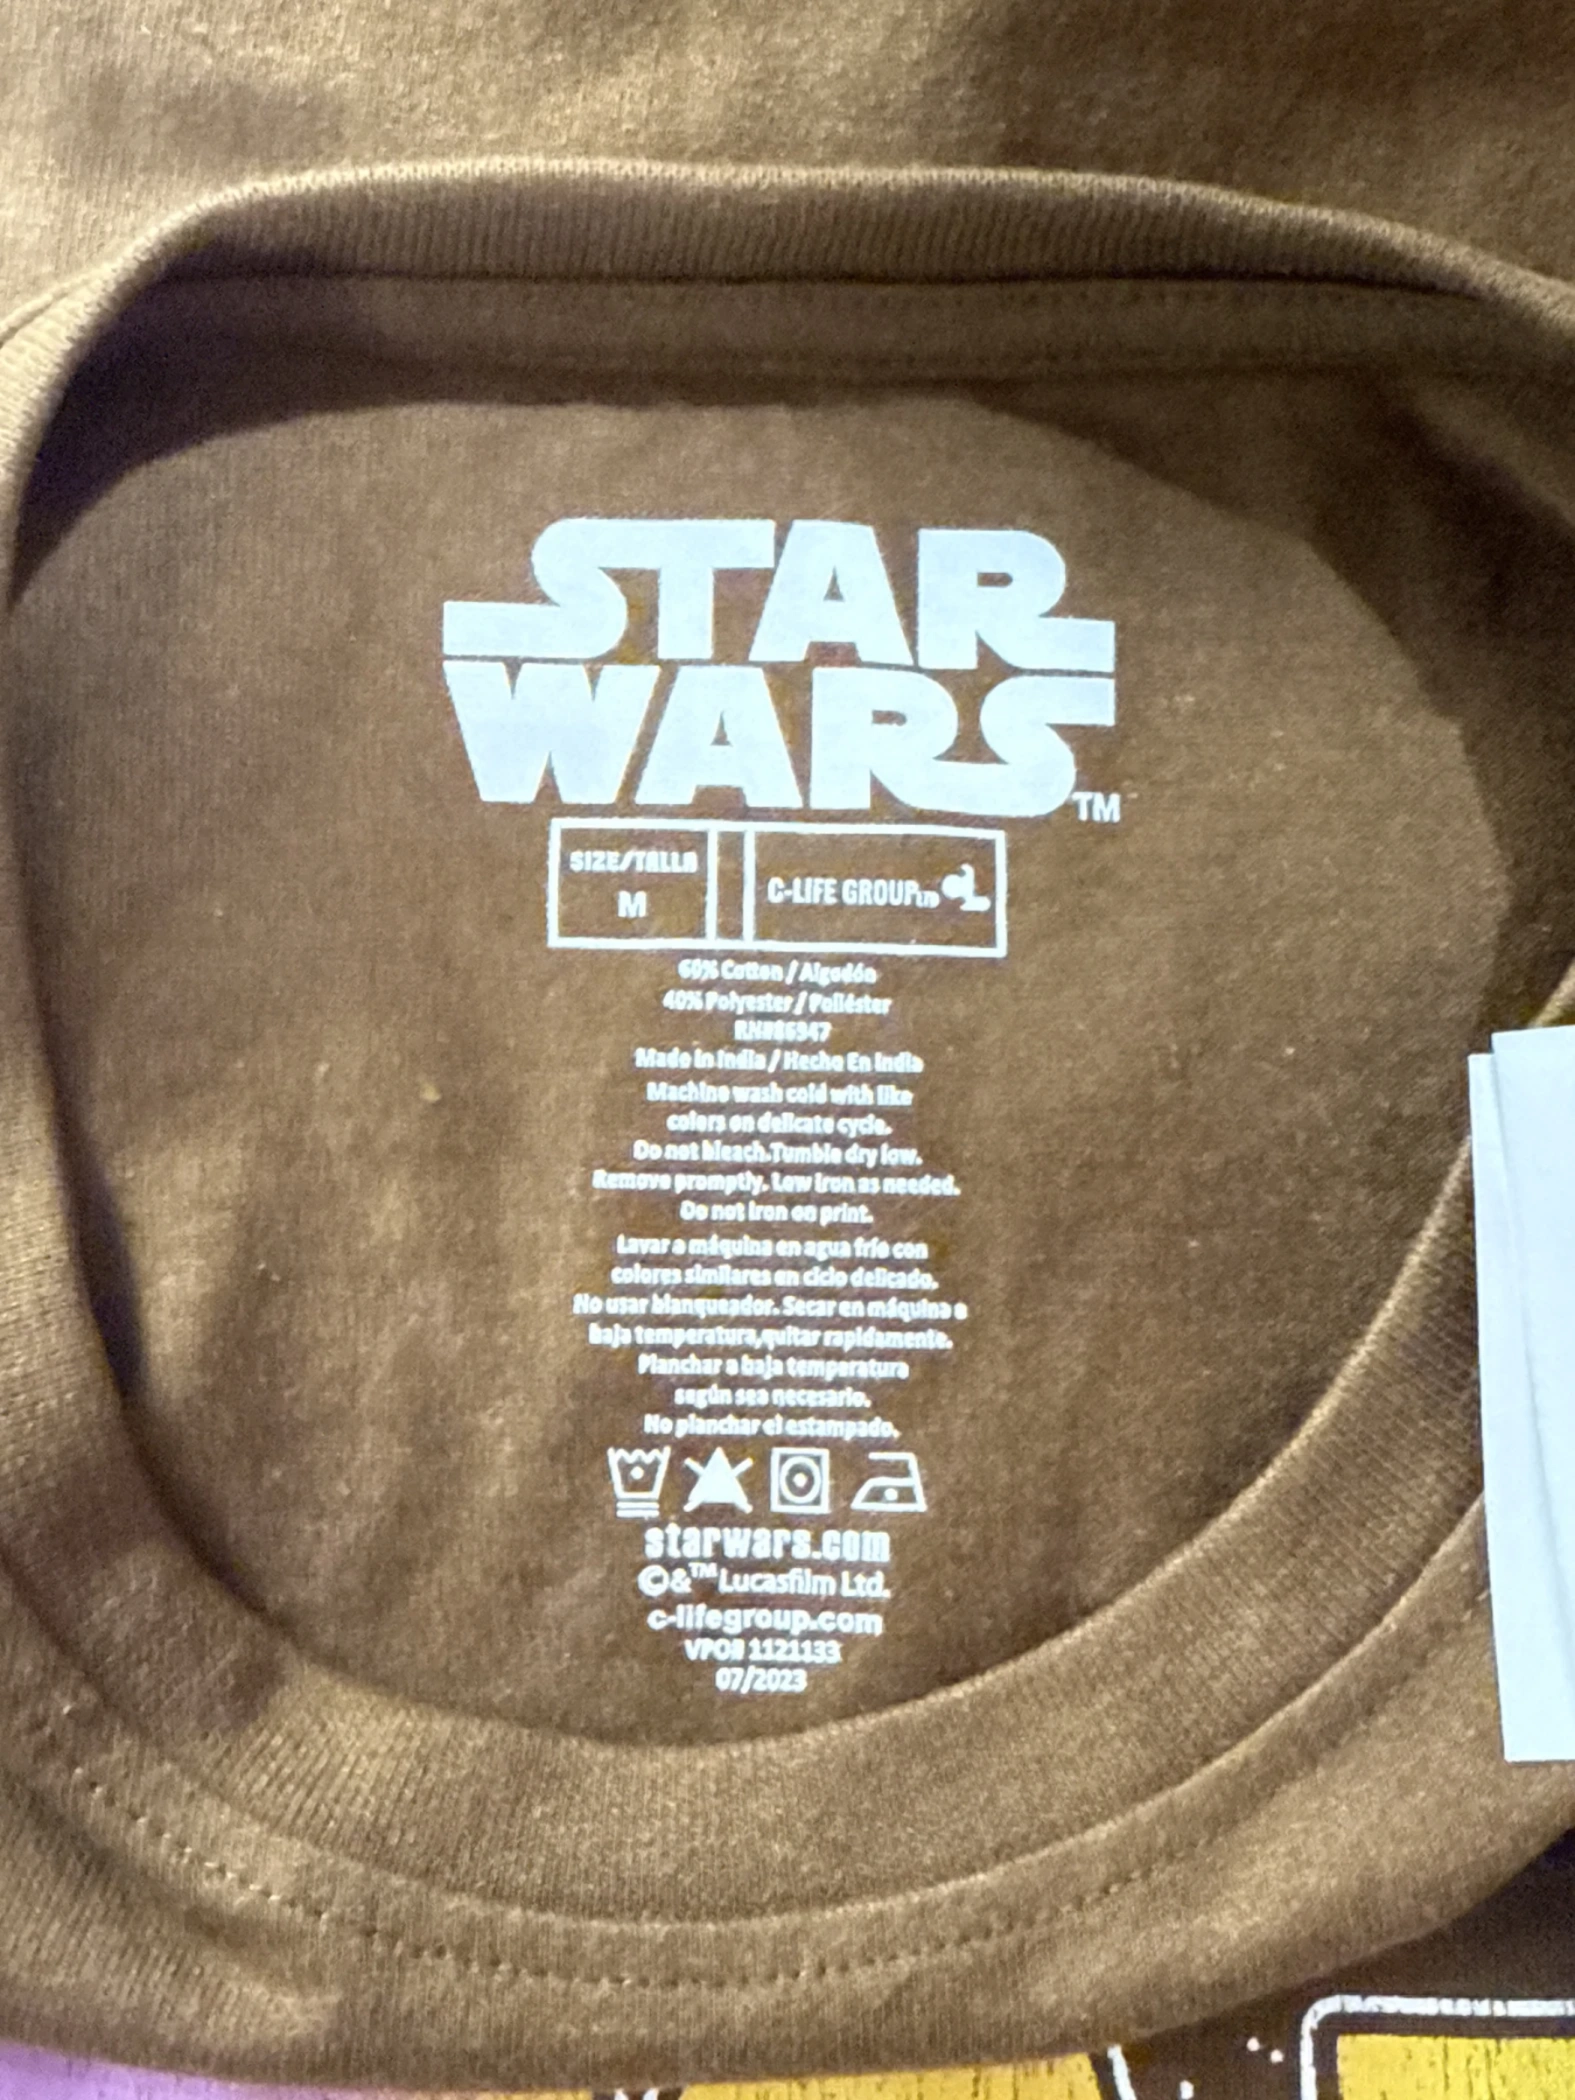 STAR
WARS
TM
SIZE/TALLA
M
C-LIFE GROUP LTD
60% Cotton / Algodón
40% Polyester / Poliéster
RN#86947
Made in India / Hecho En India
Machine wash cold with like
colors on delicate cycle.
Do not bleach.Tumble dry low.
Remove promptly. Low iron as needed.
Do not iron on print.
Lavar a máquina en agua frío con
colores similares en ciclo delicado.
No usar blanqueador. Secar en máquina a
baja temperatura,quitar rapidamente.
Planchar a baja temperatura
según sea necesario.
No planchar el estampado.
starwars.com
©&™ Lucasfilm Ltd.
c-lifegroup.com
VPO# 1121133
07/2023